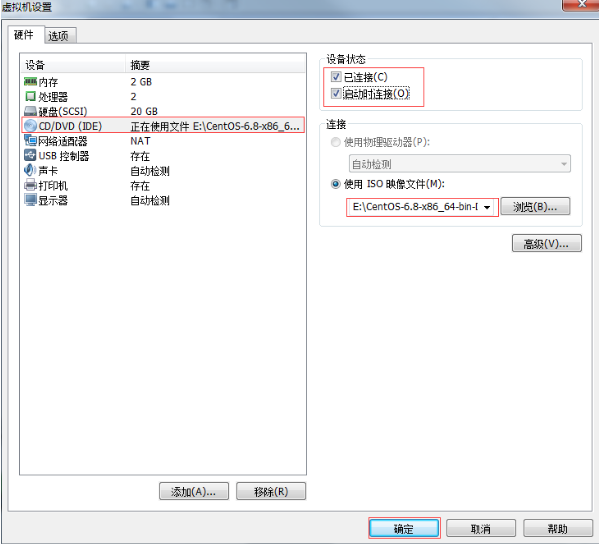 虚拟机设置
硬件 选项
设备 摘要
内存 2 GB
处理器 2
硬盘(SCSI) 20 GB
CD/DVD (IDE) 正在使用文件 E:\CentOS-6.8-x86_6...
网络适配器 NAT
USB 控制器 存在
声卡 自动检测
打印机 存在
显示器 自动检测
添加(A)... 移除(R)
设备状态
已连接(C)
启动时连接(O)
连接
使用物理驱动器(P):
自动检测
使用 ISO 映像文件(M):
E:\CentOS-6.8-x86_64-bin-D 浏览(B)...
高级(V)...
确定 取消 帮助